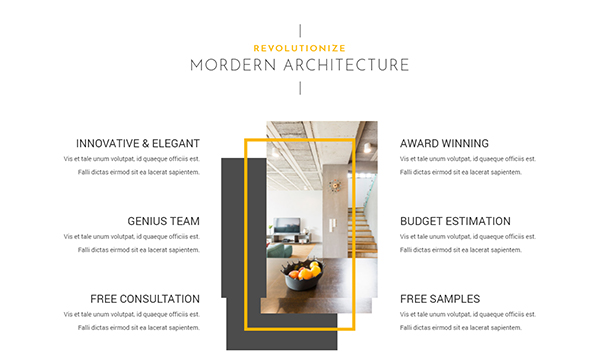 REVOLUTIONIZE
MORDERN ARCHITECTURE
INNOVATIVE & ELEGANT
Vis et tale unum volutpat, id quaeque officiis est.
Falli dictas eirmod sit ea lacerat sapientem.
GENIUS TEAM
Vis et tale unum volutpat, id quaeque officiis est.
Falli dictas eirmod sit ea lacerat sapientem.
FREE CONSULTATION
Vis et tale unum volutpat, id quaeque officiis est.
Falli dictas eirmod sit ea lacerat sapientem.
AWARD WINNING
Vis et tale unum volutpat, id quaeque officiis est.
Falli dictas eirmod sit ea lacerat sapientem.
BUDGET ESTIMATION
Vis et tale unum volutpat, id quaeque officiis est.
Falli dictas eirmod sit ea lacerat sapientem.
FREE SAMPLES
Vis et tale unum volutpat, id quaeque officiis est.
Falli dictas eirmod sit ea lacerat sapientem.